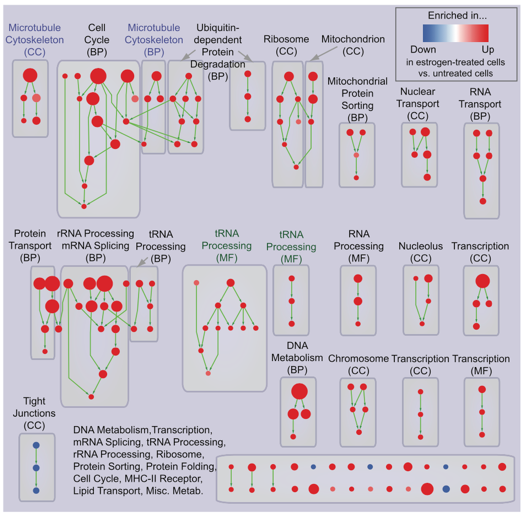 Microtubule
Cytoskeleton
(CC)
Cell
Cycle
(BP)
Microtubule
Cytoskeleton
(BP)
Ubiquitin-
dependent
Protein
Degradation
(BP)
Ribosome
(CC)
Mitochondrion
(CC)
Enriched in...
Down
Up
in estrogen-treated cells
vs. untreated cells
Mitochondrial
Protein
Sorting
(BP)
Nuclear
Transport
(CC)
RNA
Transport
(BP)
Protein
Transport
(BP)
rRNA Processing
mRNA Splicing
(BP)
tRNA
Processing
(BP)
tRNA
Processing
(MF)
tRNA
Processing
(MF)
RNA
Processing
(MF)
Nucleolus
(CC)
Transcription
(CC)
DNA
Metabolism
(BP)
Chromosome
(CC)
Transcription
(CC)
Transcription
(MF)
Tight
Junctions
(CC)
DNA Metabolism,Transcription,
mRNA Splicing, tRNA Processing,
rRNA Processing, Ribosome,
Protein Sorting, Protein Folding,
Cell Cycle, MHC-II Receptor,
Lipid Transport, Misc. Metab.